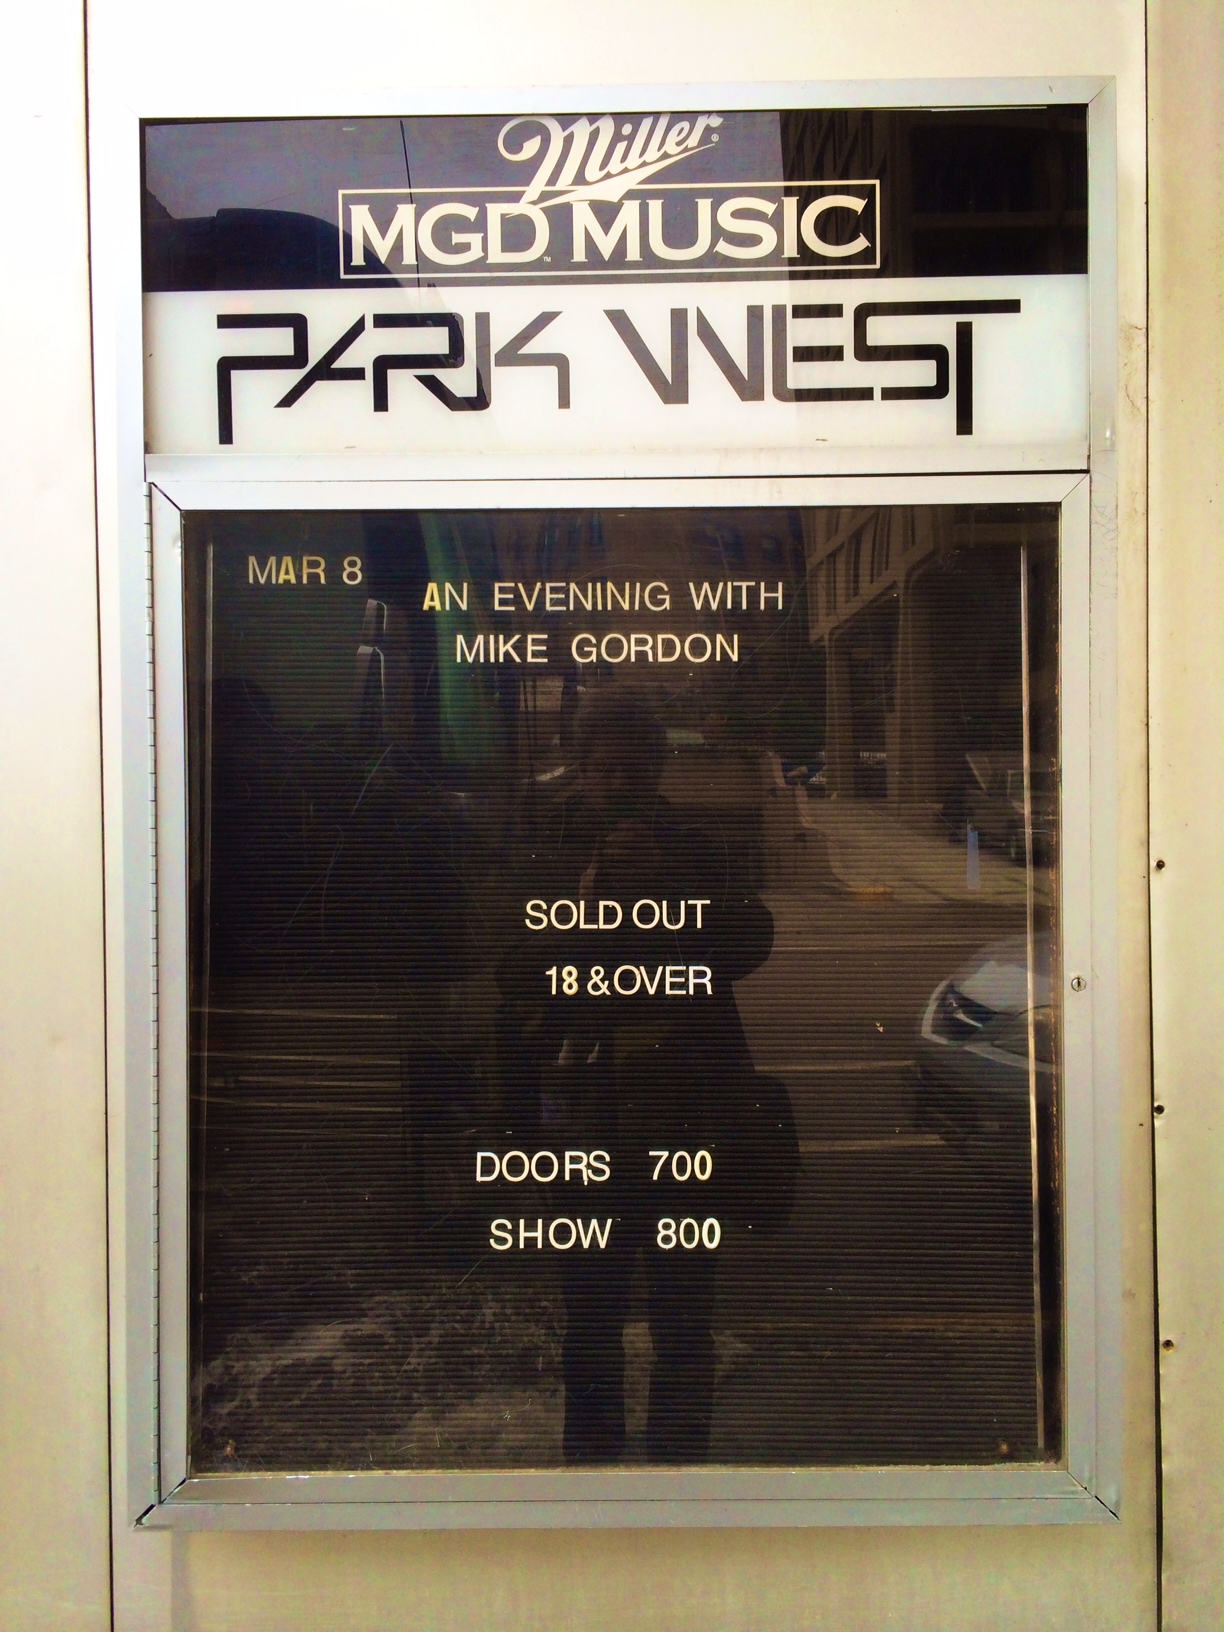 Miller
MGD MUSIC
PARK WEST
MAR 8
AN EVENINIG WITH
MIKE GORDON
SOLD OUT
18 & OVER
DOORS 700
SHOW 800